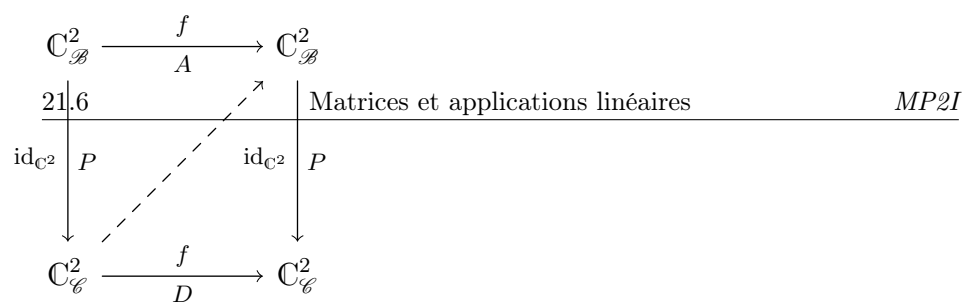 f
ℂ²_ℬ ℂ²_ℬ
A
21.6 Matrices et applications linéaires MP2I
id_ℂ² P id_ℂ² P
f
ℂ²_𝒞 ℂ²_𝒞
D